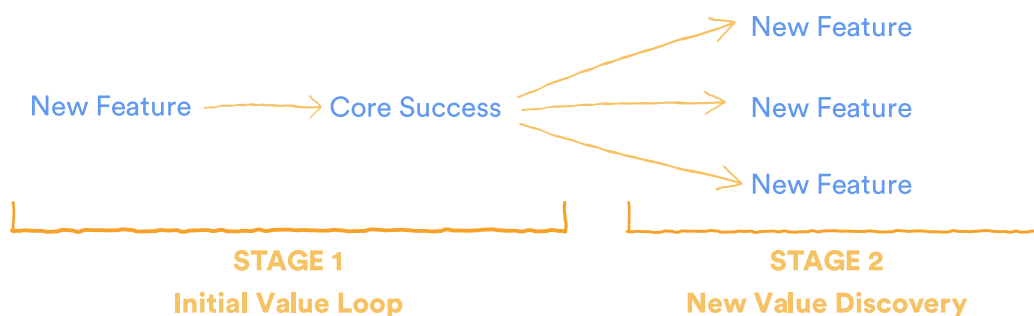 New Feature
New Feature
Core Success
New Feature
New Feature
STAGE 1
Initial Value Loop
STAGE 2
New Value Discovery